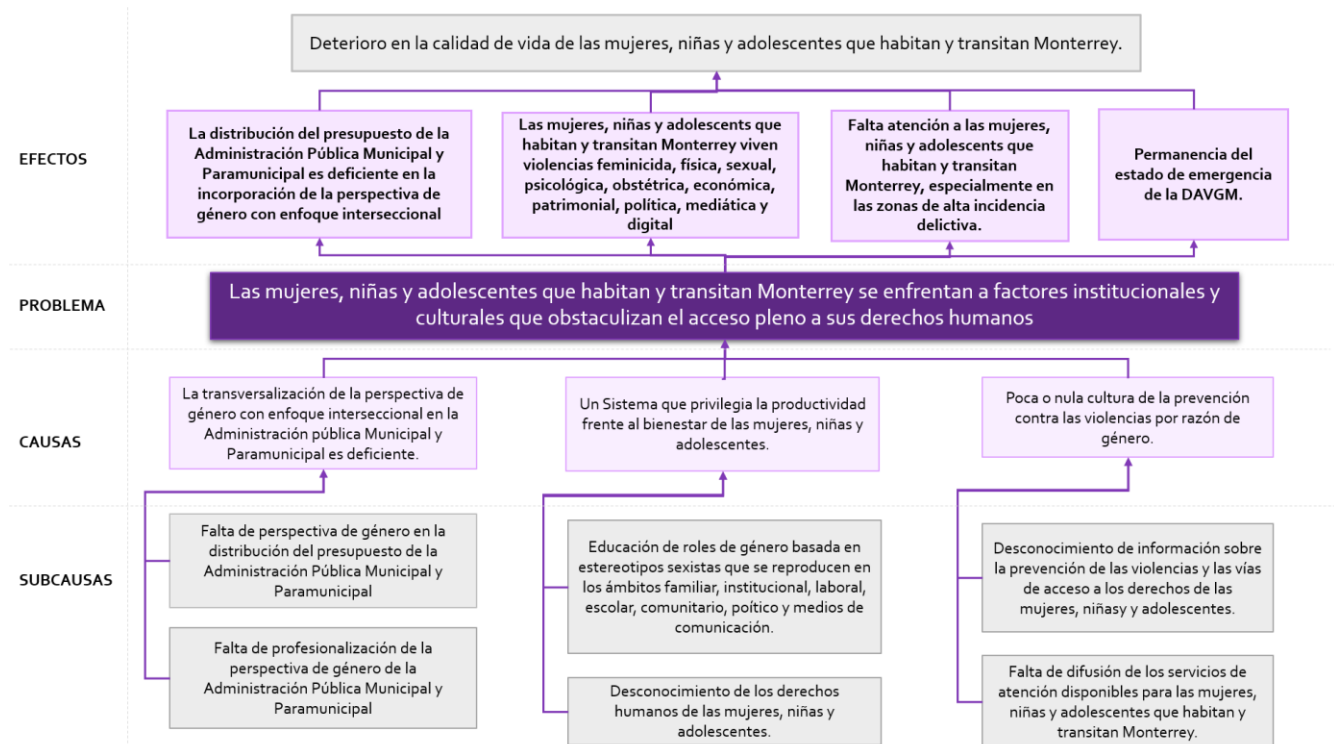 Deterioro en la calidad de vida de las mujeres, niñas y adolescentes que habitan y transitan Monterrey.
EFECTOS
La distribución del presupuesto de la
Administración Pública Municipal y
Paramunicipal es deficiente en la
incorporación de la perspectiva de
género con enfoque interseccional
Las mujeres, niñas y adolescents que
habitan y transitan Monterrey viven
violencias feminicida, física, sexual,
psicológica, obstétrica, económica,
patrimonial, política, mediática y
digital
Falta atención a las mujeres,
niñas y adolescents que
habitan y transitan
Monterrey, especialmente en
las zonas de alta incidencia
delictiva.
Permanencia del
estado de emergencia
de la DAVGM.
PROBLEMA
Las mujeres, niñas y adolescentes que habitan y transitan Monterrey se enfrentan a factores institucionales y
culturales que obstaculizan el acceso pleno a sus derechos humanos
CAUSAS
La transversalización de la perspectiva de
género con enfoque interseccional en la
Administración pública Municipal y
Paramunicipal es deficiente.
Un Sistema que privilegia la productividad
frente al bienestar de las mujeres, niñas y
adolescentes.
Poca o nula cultura de la prevención
contra las violencias por razón de
género.
SUBCAUSAS
Falta de perspectiva de género en la
distribución del presupuesto de la
Administración Pública Municipal y
Paramunicipal
Falta de profesionalización de la
perspectiva de género de la
Administración Pública Municipal y
Paramunicipal
Educación de roles de género basada en
estereotipos sexistas que se reproducen en
los ámbitos familiar, institucional, laboral,
escolar, comunitario, poítico y medios de
comunicación.
Desconocimiento de los derechos
humanos de las mujeres, niñas y
adolescentes.
Desconocimiento de información sobre
la prevención de las violencias y las vías
de acceso a los derechos de las
mujeres, niñasy y adolescentes.
Falta de difusión de los servicios de
atención disponibles para las mujeres,
niñas y adolescentes que habitan y
transitan Monterrey.